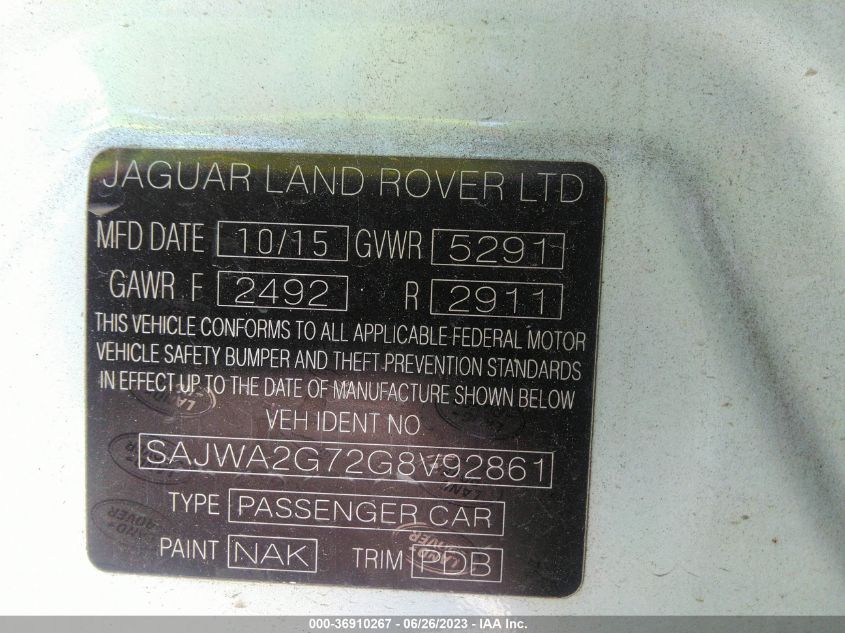 JAGUAR LAND ROVER LTD
MFD DATE 10/15 GVWR 5291
GAWR F 2492 R 2911
THIS VEHICLE CONFORMS TO ALL APPLICABLE FEDERAL MOTOR
VEHICLE SAFETY BUMPER AND THEFT PREVENTION STANDARDS
IN EFFECT UP TO THE DATE OF MANUFACTURE SHOWN BELOW
VEH IDENT NO
SAJWA2G72G8V92861
TYPE PASSENGER CAR
PAINT NAK TRIM PDB
000-36910267 - 06/26/2023 - IAA, Inc.